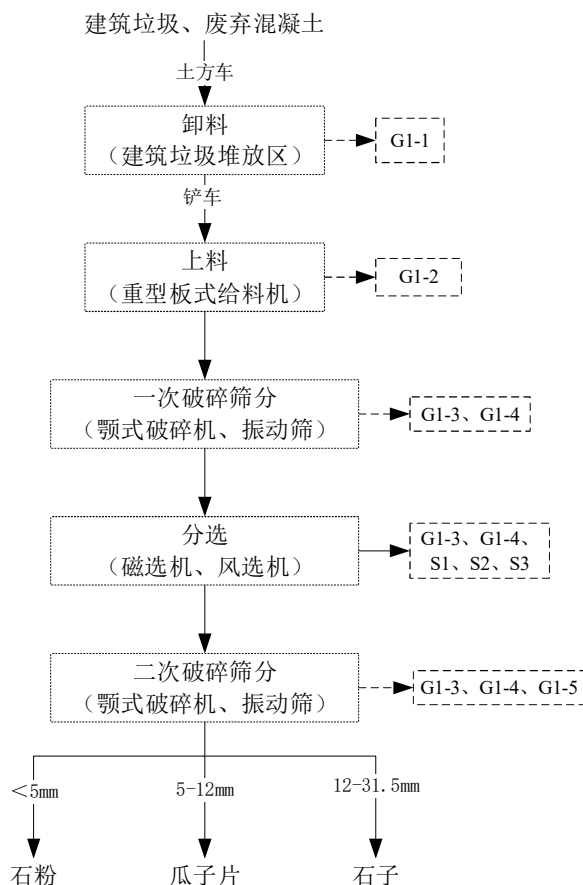 建筑垃圾、废弃混凝土
土方车
卸料
（建筑垃圾堆放区）
G1-1
铲车
上料
（重型板式给料机）
G1-2
一次破碎筛分
（颚式破碎机、振动筛）
G1-3、G1-4
分选
（磁选机、风选机）
G1-3、G1-4、
S1、S2、S3
二次破碎筛分
（颚式破碎机、振动筛）
G1-3、G1-4、G1-5
＜5mm
5-12mm
12-31.5mm
石粉
瓜子片
石子